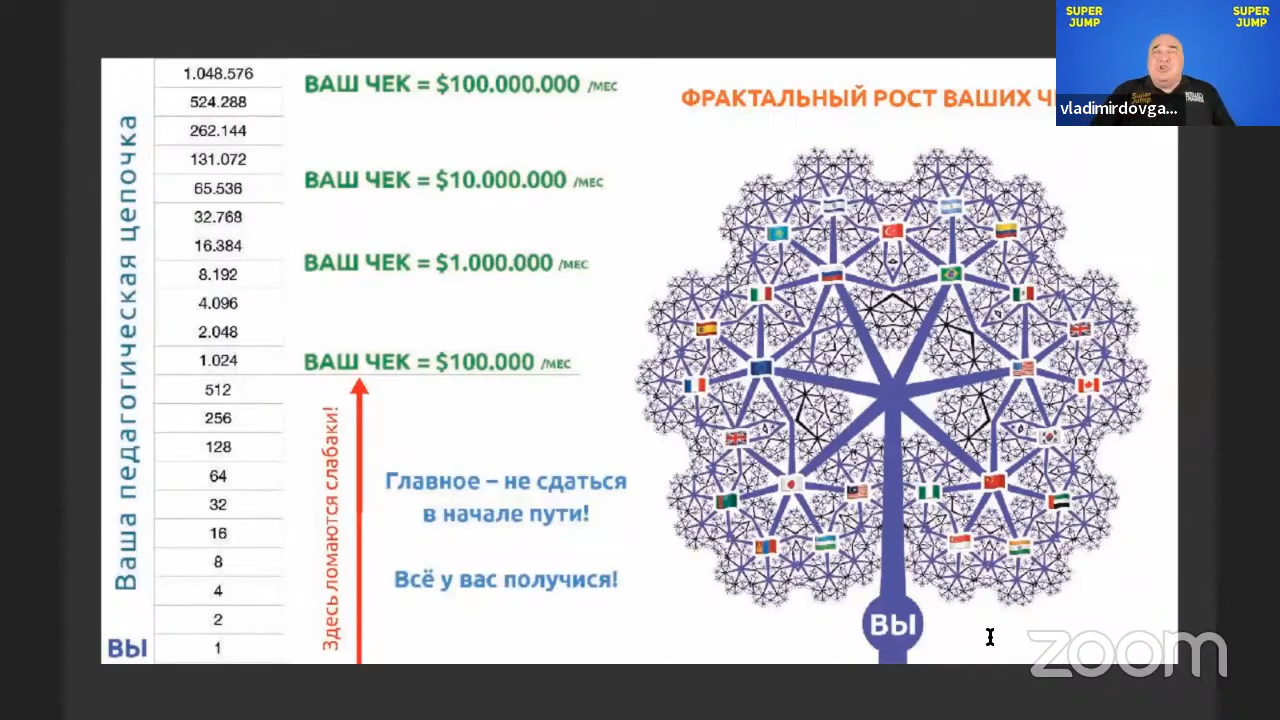 SUPER
JUMP
SUPER
JUMP
vladimirdovga...
Ваша педагогическая цепочка
ВЫ
1.048.576
524.288
262.144
131.072
65.536
32.768
16.384
8.192
4.096
2.048
1.024
512
256
128
64
32
16
8
4
2
1
ВАШ ЧЕК = $100.000.000 /МЕС
ВАШ ЧЕК = $10.000.000 /МЕС
ВАШ ЧЕК = $1.000.000 /МЕС
ВАШ ЧЕК = $100.000 /МЕС
Здесь ломаются слабаки!
Главное – не сдаться
в начале пути!
Всё у вас получися!
ФРАКТАЛЬНЫЙ РОСТ ВАШИХ
ВЫ
zoom